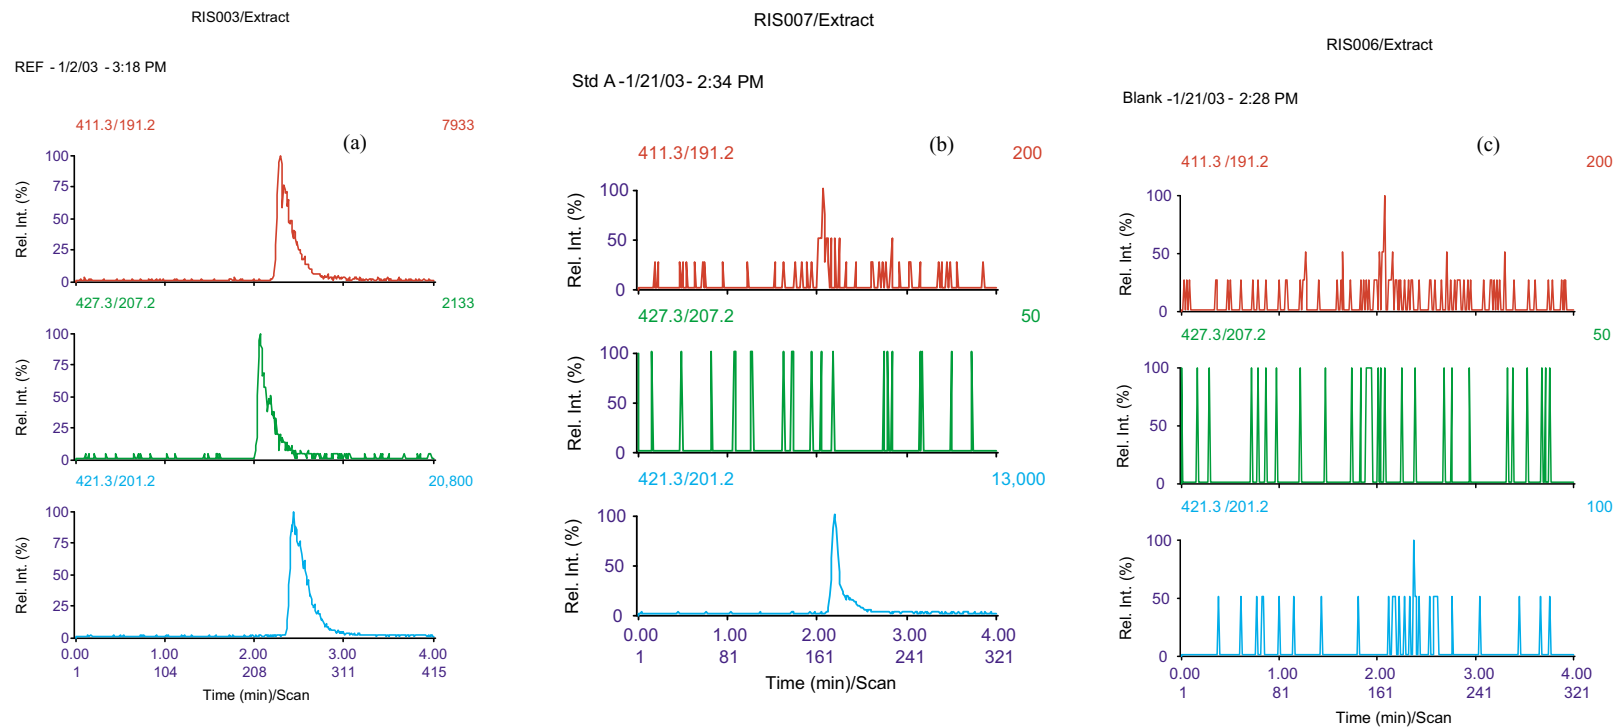 RIS003/Extract
REF - 1/2/03 - 3:18 PM
(a)
411.3/191.2 7933
Rel. Int. (%)
100
75
50
25
0
427.3/207.2 2133
Rel. Int. (%)
100
75
50
25
0
421.3/201.2 20,800
Rel. Int. (%)
100
75
50
25
0
0.00 1.00 2.00 3.00 4.00
1 104 208 311 415
Time (min)/Scan
RIS007/Extract
Std A -1/21/03 - 2:34 PM
(b)
411.3/191.2 200
Rel. Int. (%)
100
50
0
427.3/207.2 50
Rel. Int. (%)
100
50
0
421.3/201.2 13,000
Rel. Int. (%)
100
50
0
0.00 1.00 2.00 3.00 4.00
1 81 161 241 321
Time (min)/Scan
RIS006/Extract
Blank -1/21/03 - 2:28 PM
(c)
411.3 /191.2 200
Rel. Int. (%)
100
50
0
427.3/207.2 50
Rel. Int. (%)
100
50
0
421.3 /201.2 100
Rel. Int. (%)
100
50
0
0.00 1.00 2.00 3.00 4.00
1 81 161 241 321
Time (min)/Scan